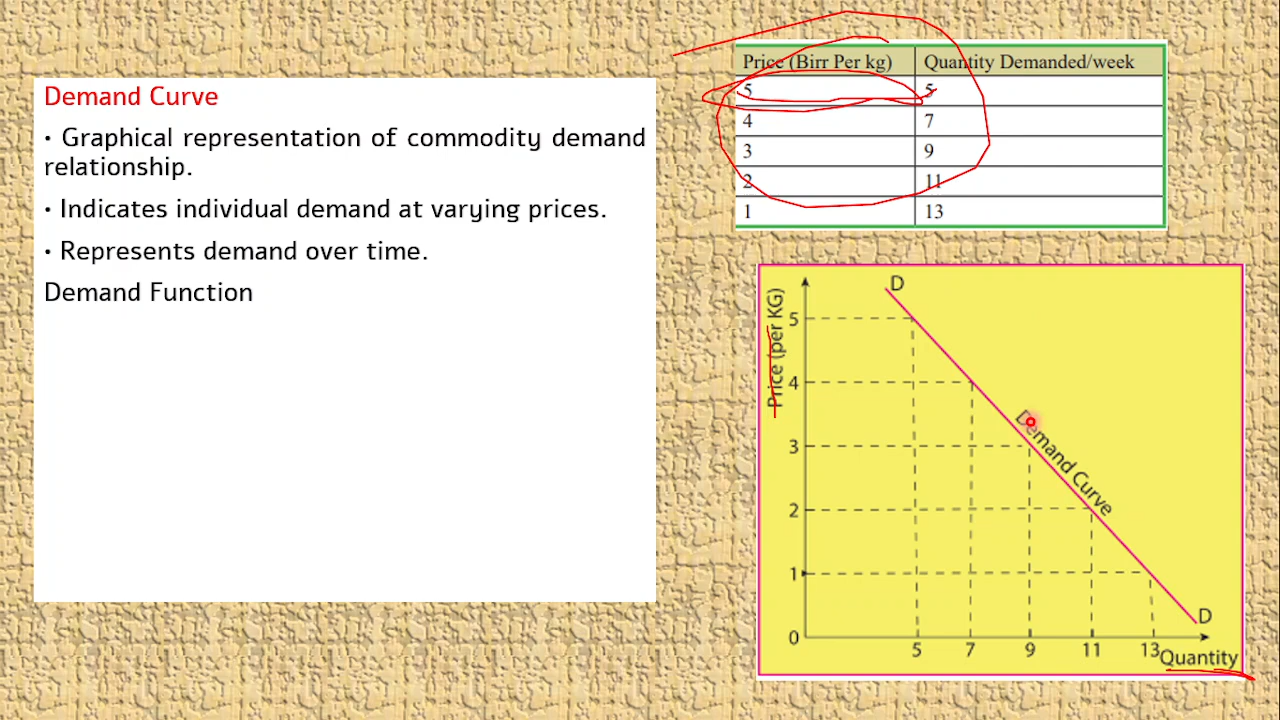 Demand Curve
• Graphical representation of commodity demand
relationship.
• Indicates individual demand at varying prices.
• Represents demand over time.
Demand Function
Price (Birr Per kg) Quantity Demanded/week
5 5
4 7
3 9
2 11
1 13
D
Price (per KG)
5
4
3
2
1
0
Demand Curve
D
5 7 9 11 13
Quantity